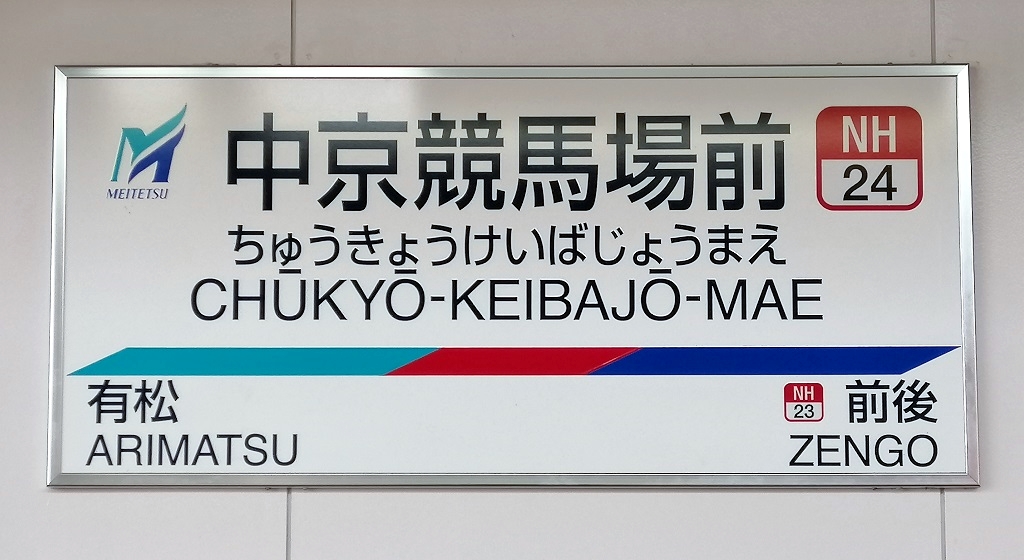 MEITETSU
中京競馬場前
NH
24
ちゅうきょうけいばじょうまえ
CHŪKYŌ-KEIBAJŌ-MAE
有松
ARIMATSU
NH
23
前後
ZENGO